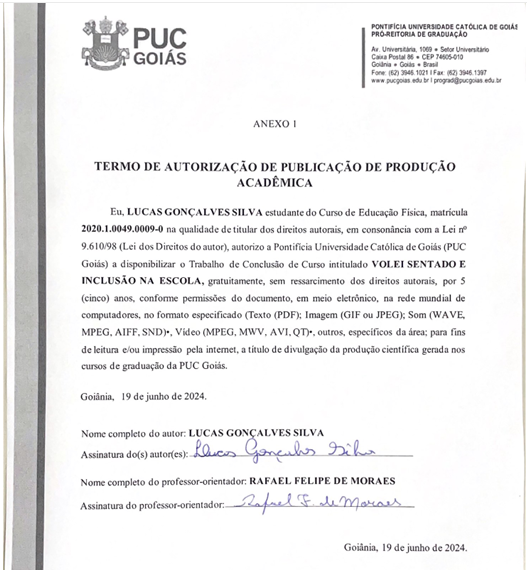 PUC
GOIÁS
PONTIFÍCIA UNIVERSIDADE CATÓLICA DE GOIÁS
PRÓ-REITORIA DE GRADUAÇÃO
Av. Universitária, 1069 • Setor Universitário
Caixa Postal 86 • CEP 74605-010
Goiânia • Goiás • Brasil
Fone: (62) 3946.1021 I Fax: (62) 3946.1397
www.pucgoias.edu.br I prograd@pucgoias.edu.br
ANEXO 1
TERMO DE AUTORIZAÇÃO DE PUBLICAÇÃO DE PRODUÇÃO
ACADÊMICA
Eu, LUCAS GONÇALVES SILVA estudante do Curso de Educação Física, matrícula
2020.1.0049.0009-0 na qualidade de titular dos direitos autorais, em consonância com a Lei nº
9.610/98 (Lei dos Direitos do autor), autorizo a Pontifícia Universidade Católica de Goiás (PUC
Goiás) a disponibilizar o Trabalho de Conclusão de Curso intitulado VOLEI SENTADO E
INCLUSÃO NA ESCOLA, gratuitamente, sem ressarcimento dos direitos autorais, por 5
(cinco) anos, conforme permissões do documento, em meio eletrônico, na rede mundial de
computadores, no formato especificado (Texto (PDF); Imagem (GIF ou JPEG); Som (WAVE,
MPEG, AIFF, SND)•, Vídeo (MPEG, MWV, AVI, QT)•, outros, específicos da área; para fins
de leitura e/ou impressão pela internet, a título de divulgação da produção científica gerada nos
cursos de graduação da PUC Goiás.
Goiânia, 19 de junho de 2024.
Nome completo do autor: LUCAS GONÇALVES SILVA
Assinatura do(s) autor(es): Lucas Gonçalves Silva
Nome completo do professor-orientador: RAFAEL FELIPE DE MORAES
Assinatura do professor-orientador: Rafael F. de Moraes
Goiânia, 19 de junho de 2024.